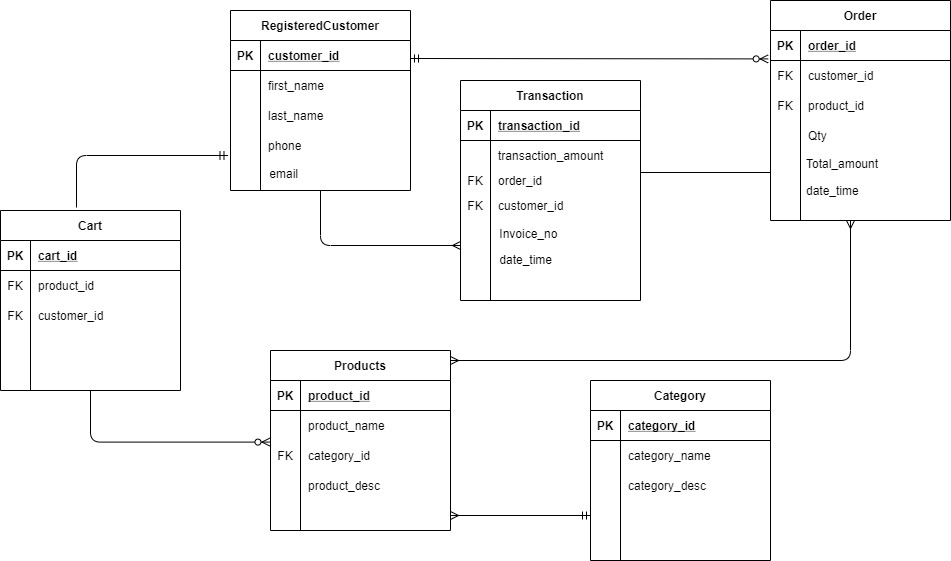 RegisteredCustomer
PK customer_id
first_name
last_name
phone
email
Order
PK order_id
FK customer_id
FK product_id
Qty
Total_amount
date_time
Transaction
PK transaction_id
transaction_amount
FK order_id
FK customer_id
Invoice_no
date_time
Cart
PK cart_id
FK product_id
FK customer_id
Products
PK product_id
product_name
FK category_id
product_desc
Category
PK category_id
category_name
category_desc